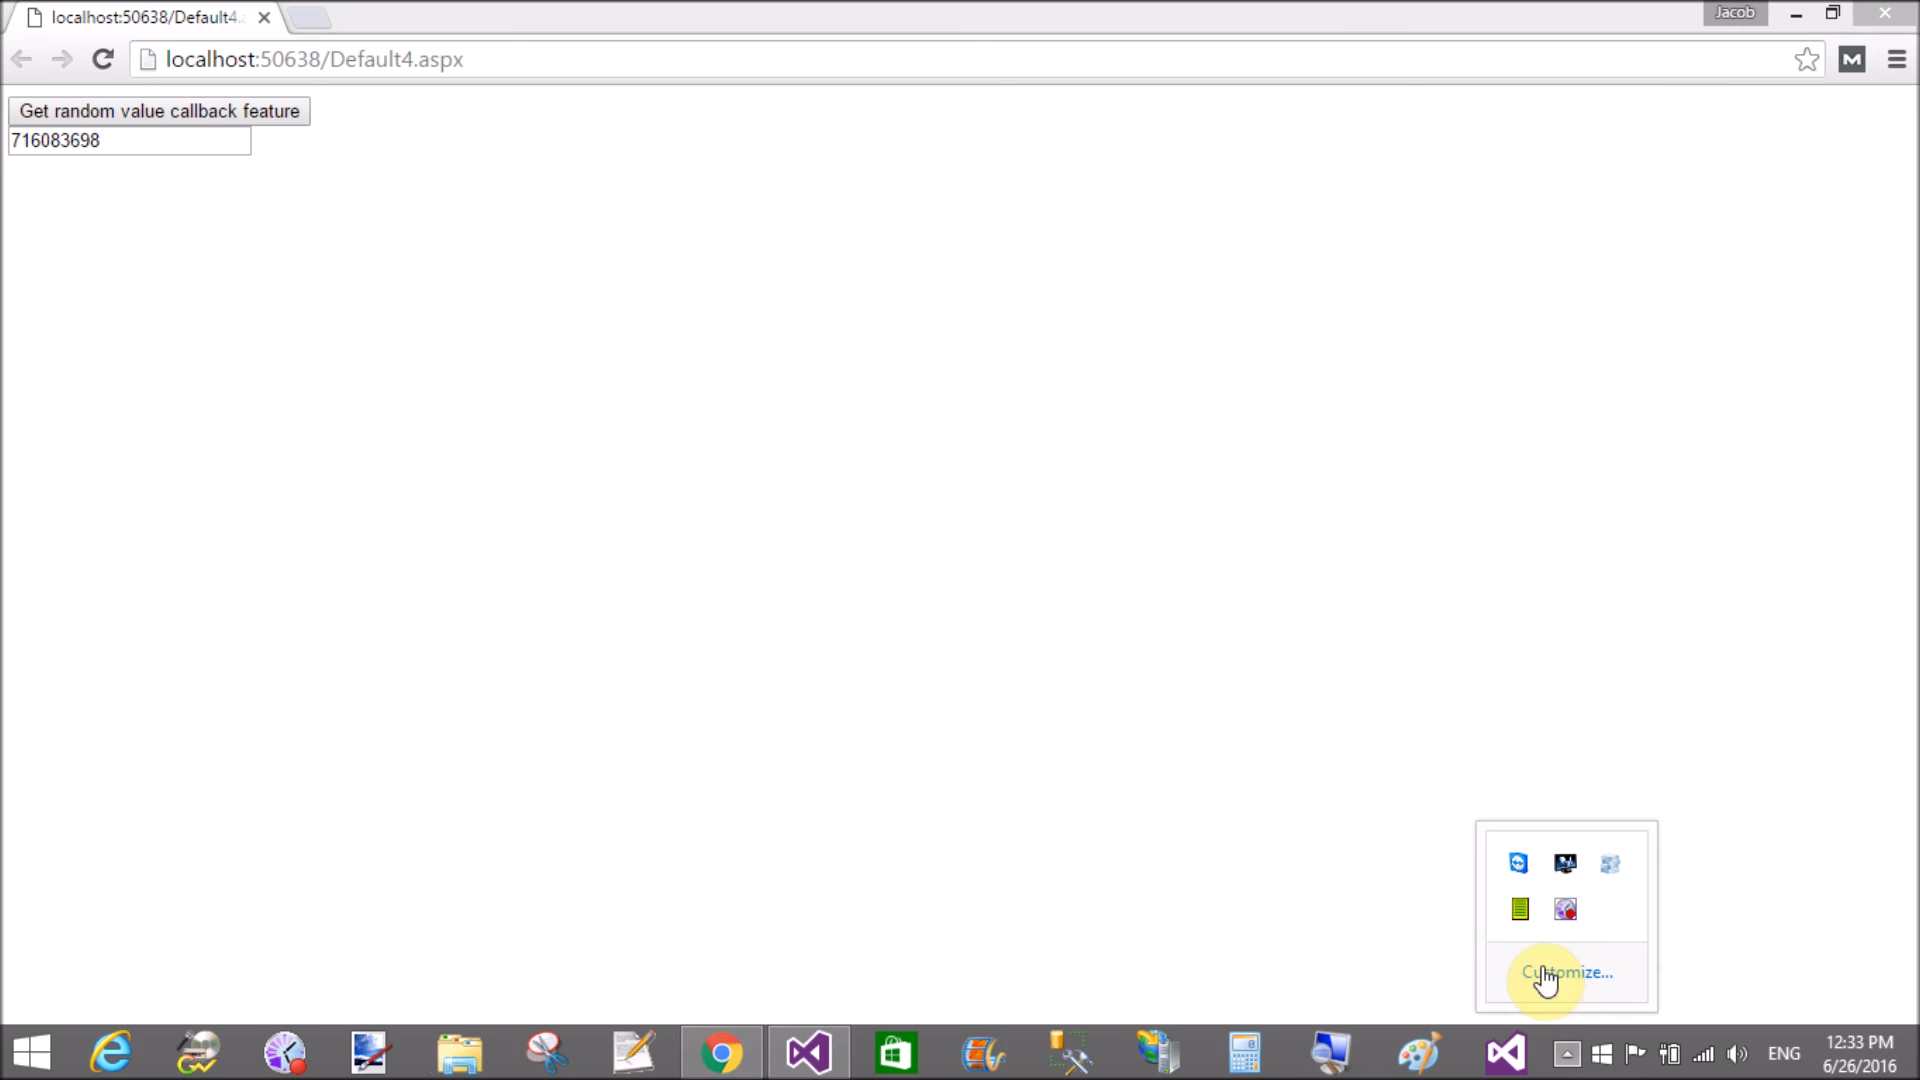 localhost:50638/Default4.
Jacob
localhost:50638/Default4.aspx
Get random value callback feature
716083698
Customize...
ENG
12:33 PM
6/26/2016